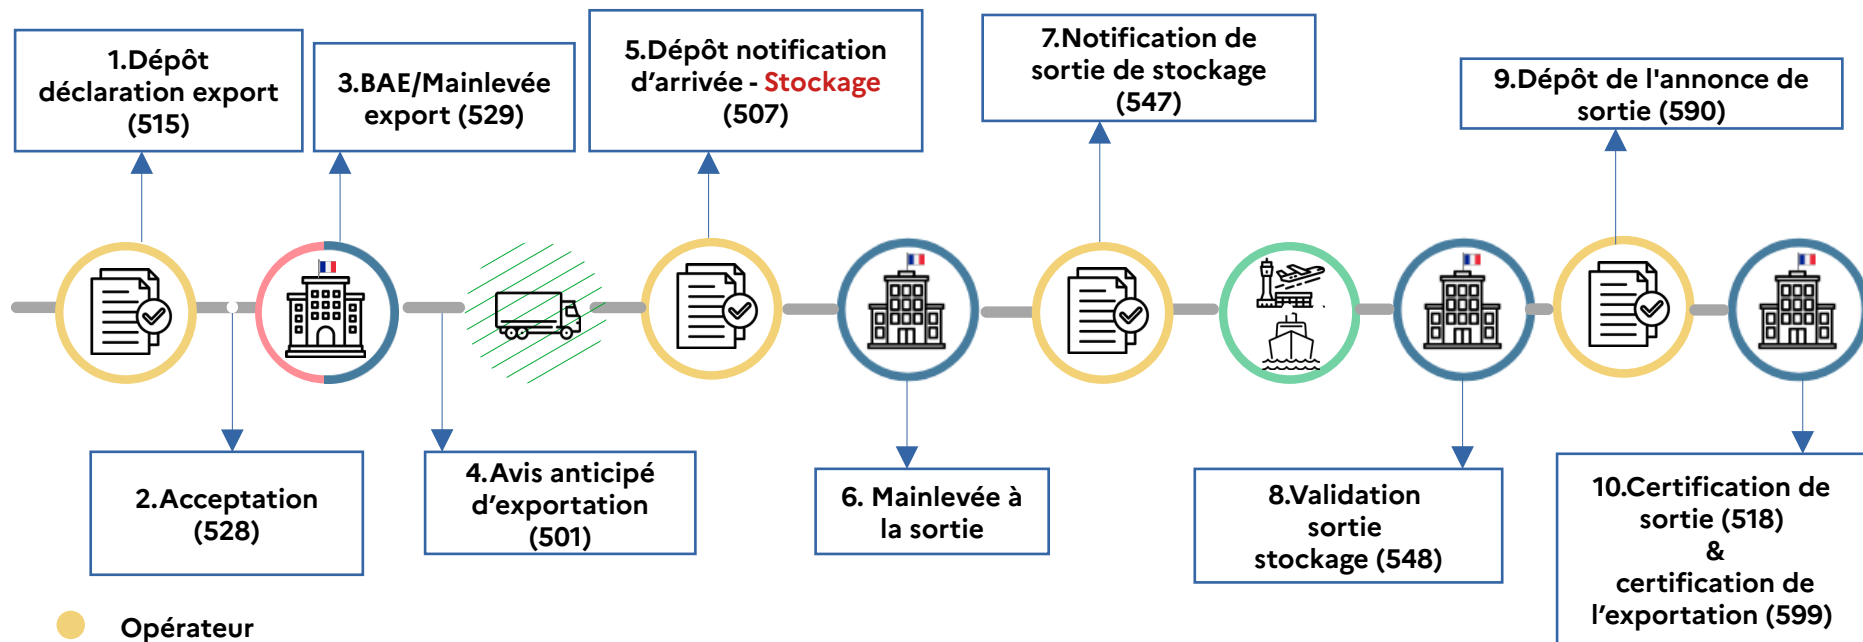 1.Dépôt
déclaration export
(515)
3.BAE/Mainlevée
export (529)
5.Dépôt notification
d’arrivée - Stockage
(507)
7.Notification de
sortie de stockage
(547)
9.Dépôt de l'annonce de
sortie (590)
2.Acceptation
(528)
4.Avis anticipé
d’exportation
(501)
6. Mainlevée à
la sortie
8.Validation
sortie
stockage (548)
10.Certification de
sortie (518)
&
certification de
l’exportation (599)
Opérateur